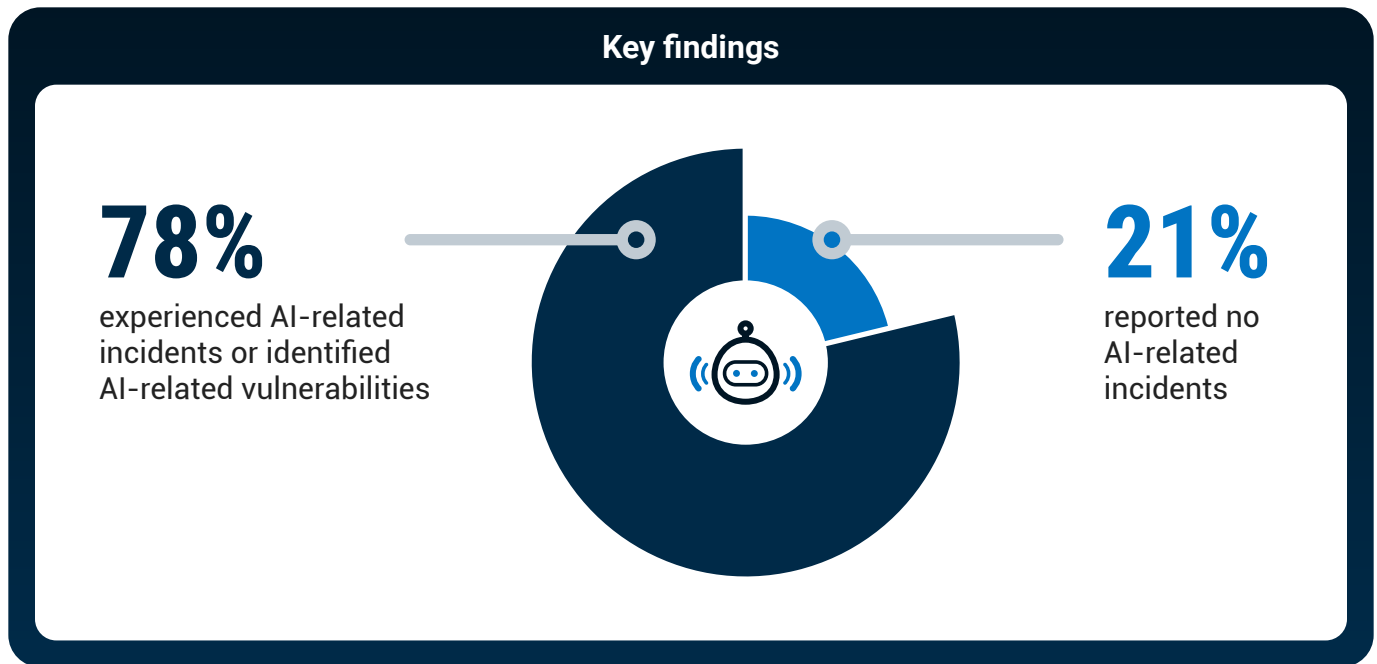 Key findings
78%
experienced AI-related
incidents or identified
AI-related vulnerabilities
21%
reported no
AI-related
incidents